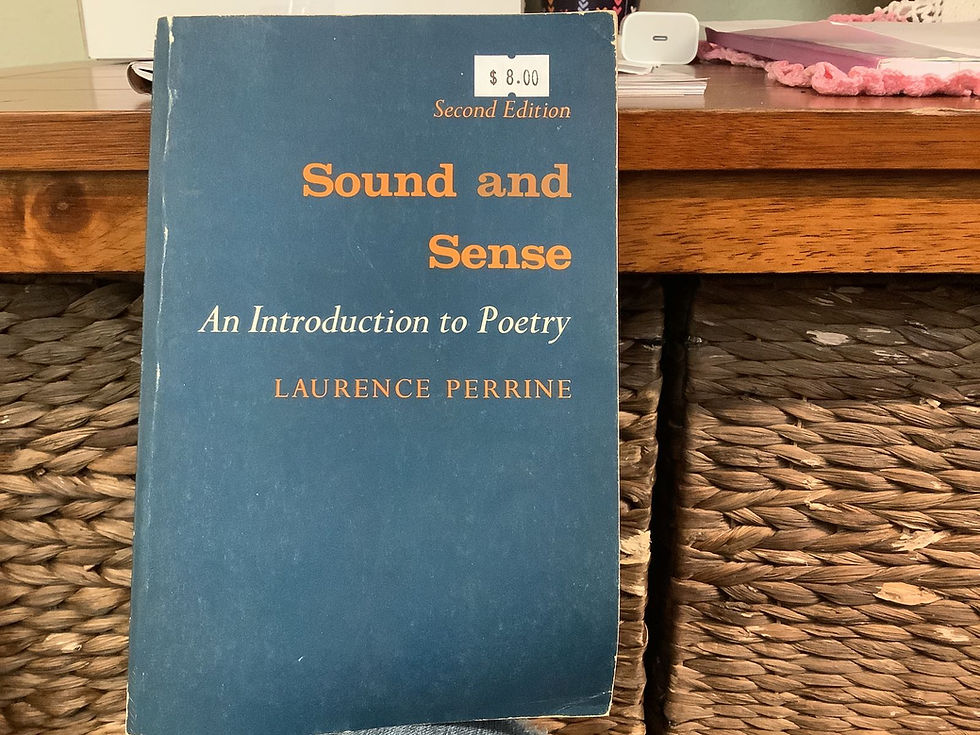 $ 8.00
Second Edition
Sound and
Sense
An Introduction to Poetry
LAURENCE PERRINE